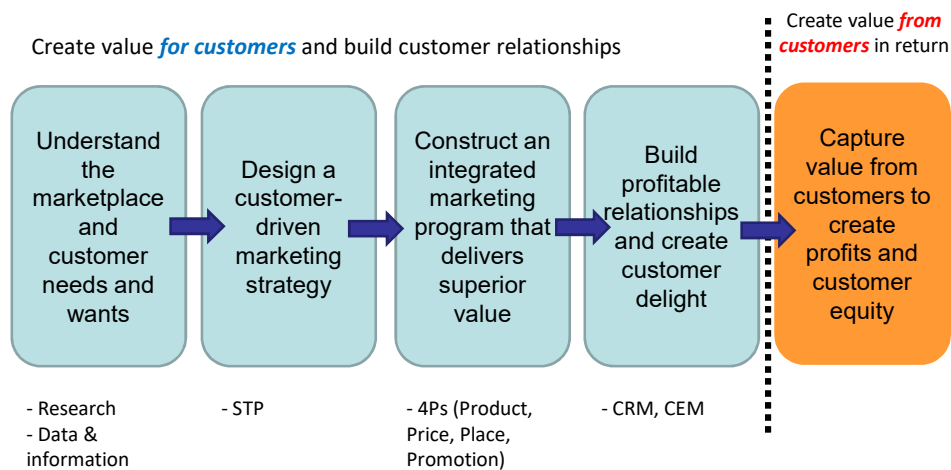 Create value for customers and build customer relationships
Create value from
customers in return
Understand
the
marketplace
and
customer
needs and
wants
Design a
customer-
driven
marketing
strategy
Construct an
integrated
marketing
program that
delivers
superior
value
Build
profitable
relationships
and create
customer
delight
Capture
value from
customers to
create
profits and
customer
equity
- Research
- Data &
information
- STP
- 4Ps (Product,
Price, Place,
Promotion)
- CRM, CEM